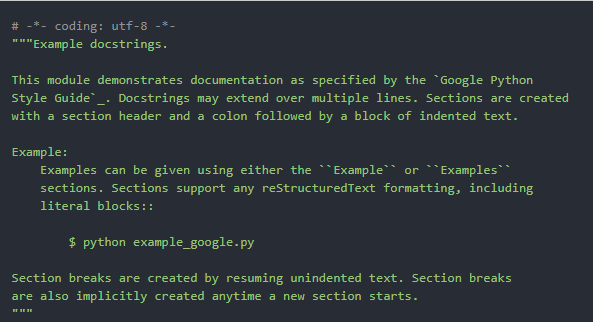 # -*- coding: utf-8 -*-
"""Example docstrings.

This module demonstrates documentation as specified by the `Google Python
Style Guide`_. Docstrings may extend over multiple lines. Sections are created
with a section header and a colon followed by a block of indented text.

Example:
    Examples can be given using either the ``Example`` or ``Examples``
    sections. Sections support any reStructuredText formatting, including
    literal blocks::

        $ python example_google.py

Section breaks are created by resuming unindented text. Section breaks
are also implicitly created anytime a new section starts.
"""